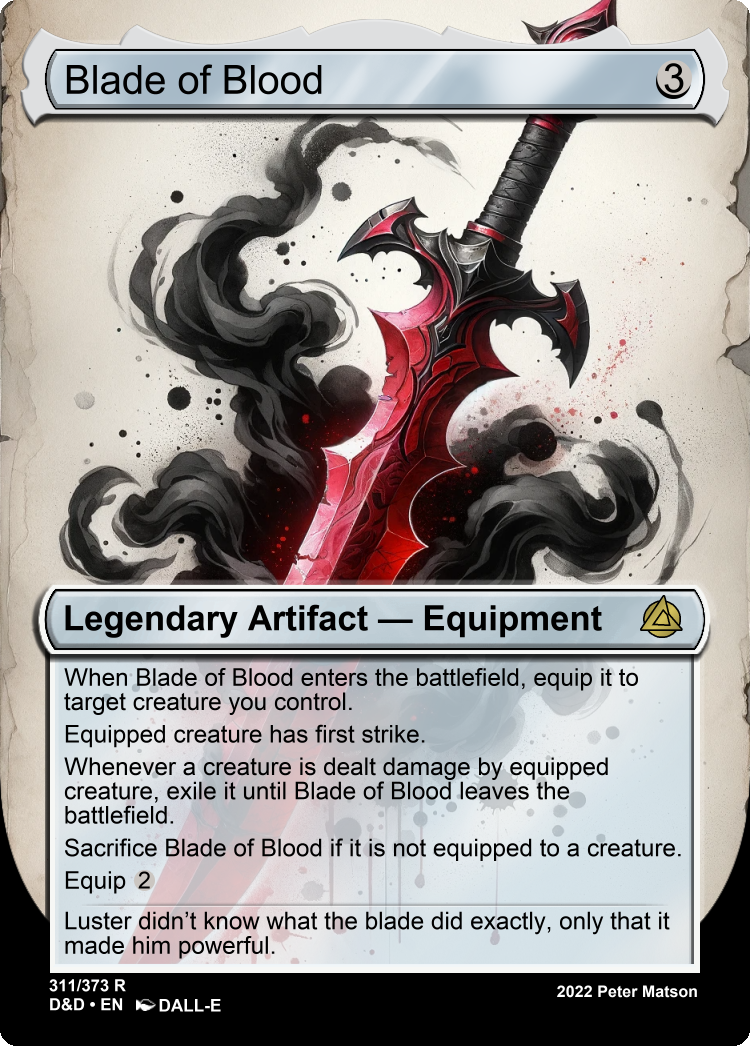 Blade of Blood
3
Legendary Artifact — Equipment
When Blade of Blood enters the battlefield, equip it to
target creature you control.
Equipped creature has first strike.
Whenever a creature is dealt damage by equipped
creature, exile it until Blade of Blood leaves the
battlefield.
Sacrifice Blade of Blood if it is not equipped to a creature.
Equip 2
Luster didn’t know what the blade did exactly, only that it
made him powerful.
311/373 R
D&D • EN DALL-E
2022 Peter Matson